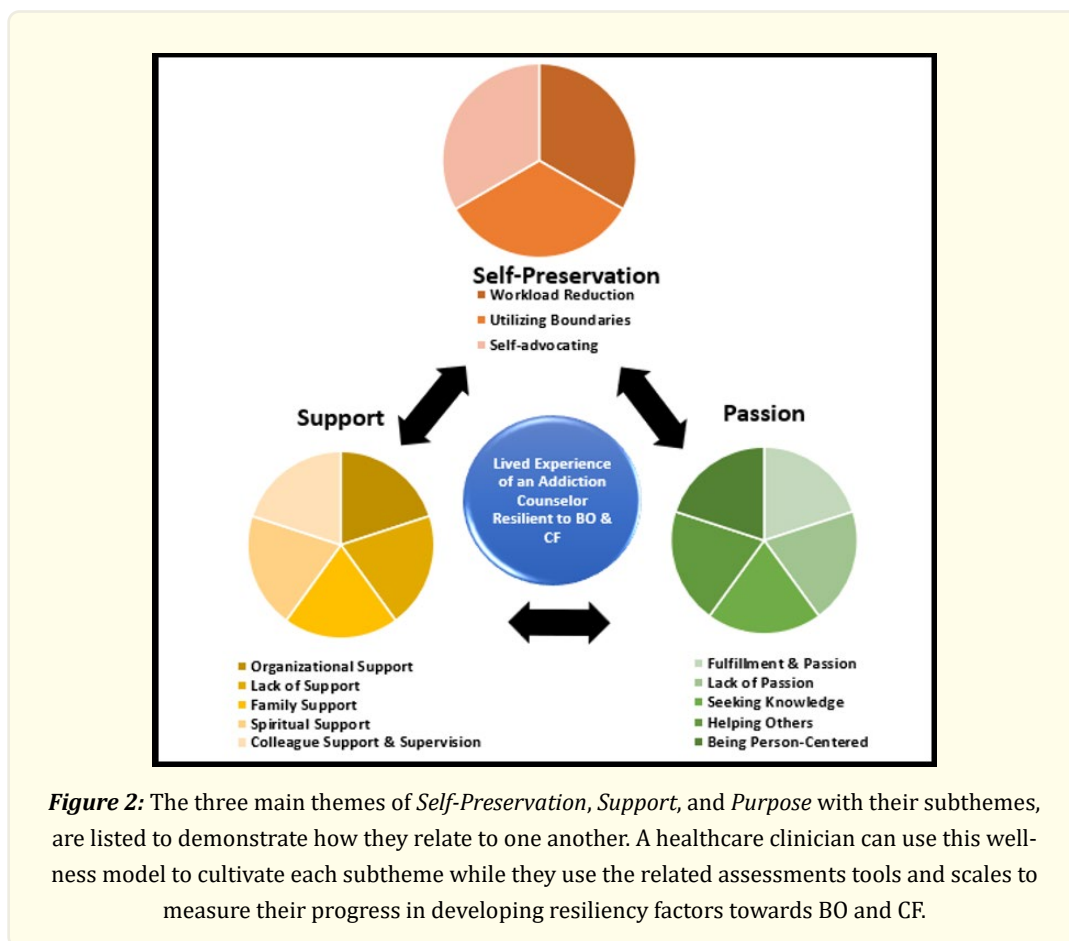 Self-Preservation
Workload Reduction
Utilizing Boundaries
Self-advocating
Support
Passion
Lived Experience
of an Addiction
Counselor
Resilient to BO &
CF
Organizational Support
Lack of Support
Family Support
Spiritual Support
Colleague Support & Supervision
Fulfillment & Passion
Lack of Passion
Seeking Knowledge
Helping Others
Being Person-Centered
Figure 2: The three main themes of Self-Preservation, Support, and Purpose with their subthemes,
are listed to demonstrate how they relate to one another. A healthcare clinician can use this well-
ness model to cultivate each subtheme while they use the related assessments tools and scales to
measure their progress in developing resiliency factors towards BO and CF.